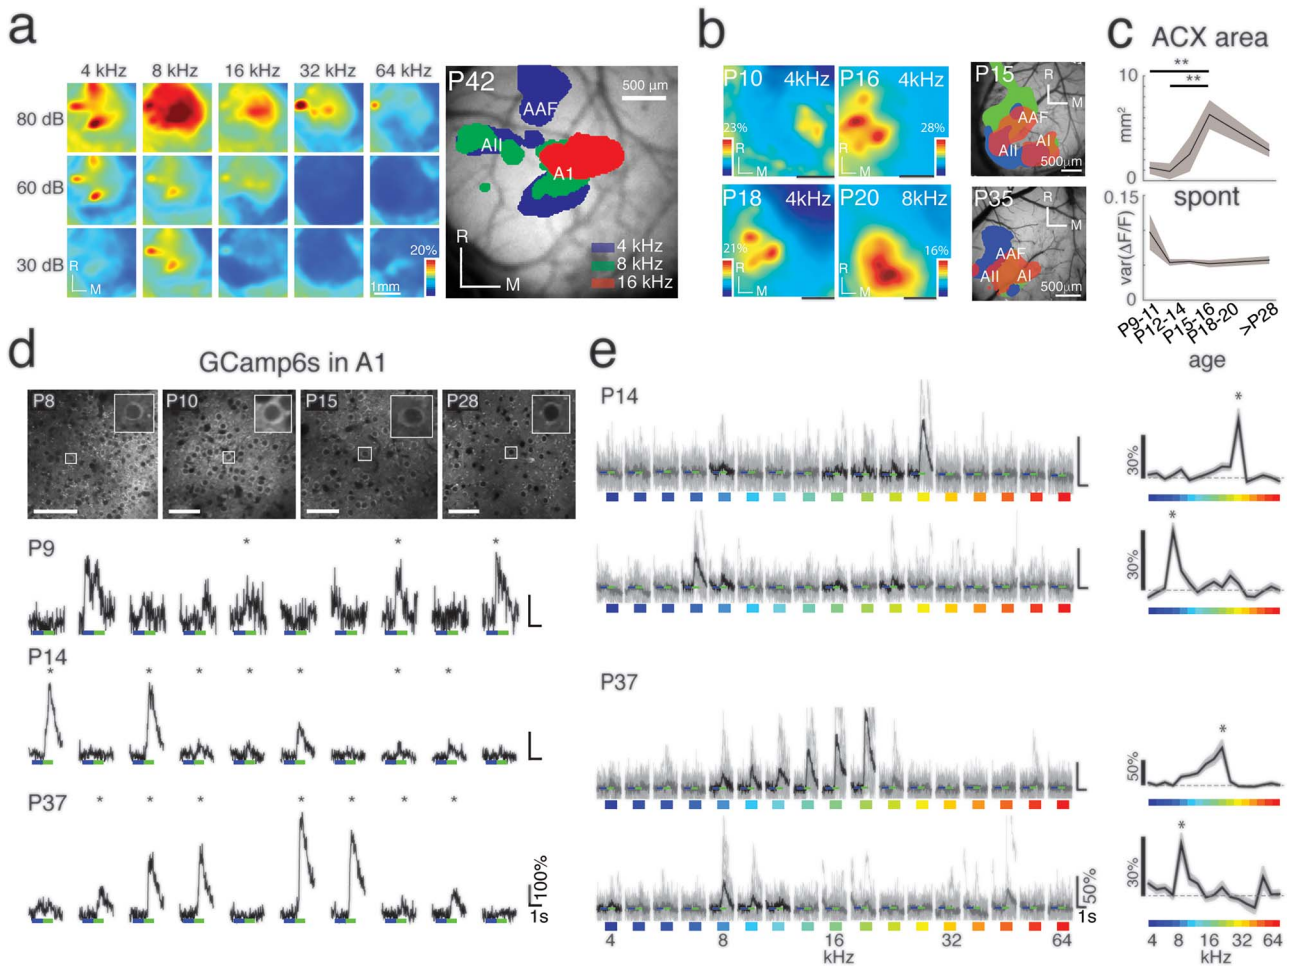 a
4 kHz 8 kHz 16 kHz 32 kHz 64 kHz
80 dB
60 dB
30 dB
R
M
20%
1mm
P42
500 µm
AAF
AII
A1
R
M
4 kHz
8 kHz
16 kHz
b
P10 4kHz
23%
R
M
P16 4kHz
28%
R
M
P18 4kHz
21%
R
M
P20 8kHz
16%
R
M
P15
R
M
AAF
AII
AI
500µm
P35
R
M
AAF
AII
AI
500µm
c
ACX area
**
**
10
mm²
0
spont
0.15
var(ΔF/F)
0
P9-11
P12-14
P15-16
P18-20
>P28
age
d
GCamp6s in A1
P8
P10
P15
P28
P9
* * *
P14
* * * * * * *
P37
* * * * * * *
100%
1s
e
P14
*
30%
*
30%
P37
*
50%
*
30%
50%
1s
4 8 16 32 64
kHz
4 8 16 32 64
kHz